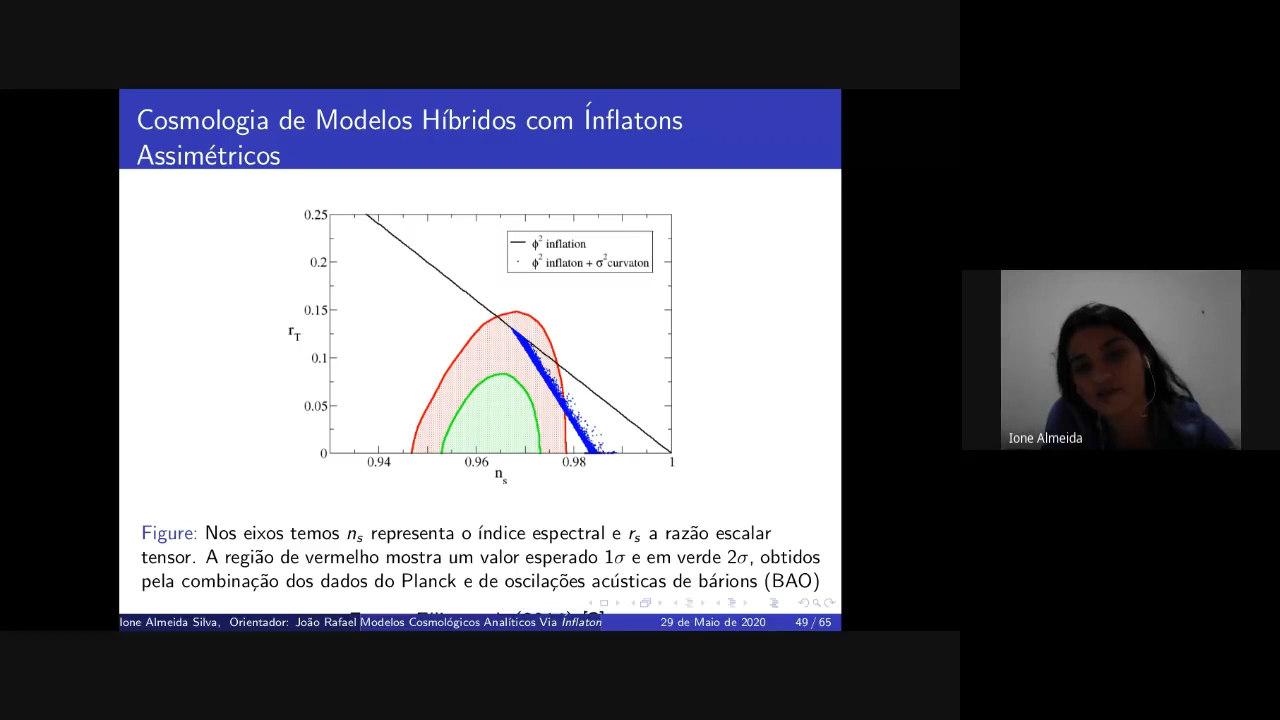 Cosmologia de Modelos Híbridos com Ínflatons
Assimétricos
0.25
0.2
0.15
0.1
0.05
0
r_T
ϕ² inflation
ϕ² inflaton + σ² curvaton
0.94
0.96
0.98
1
n_s
Figure: Nos eixos temos n_s representa o índice espectral e r_s a razão escalar
tensor. A região de vermelho mostra um valor esperado 1σ e em verde 2σ, obtidos
pela combinação dos dados do Planck e de oscilações acústicas de bárions (BAO)
Ione Almeida Silva, Orientador: João Rafael Modelos Cosmológicos Analíticos Via Inflaton 29 de Maio de 2020 49 / 65
Ione Almeida